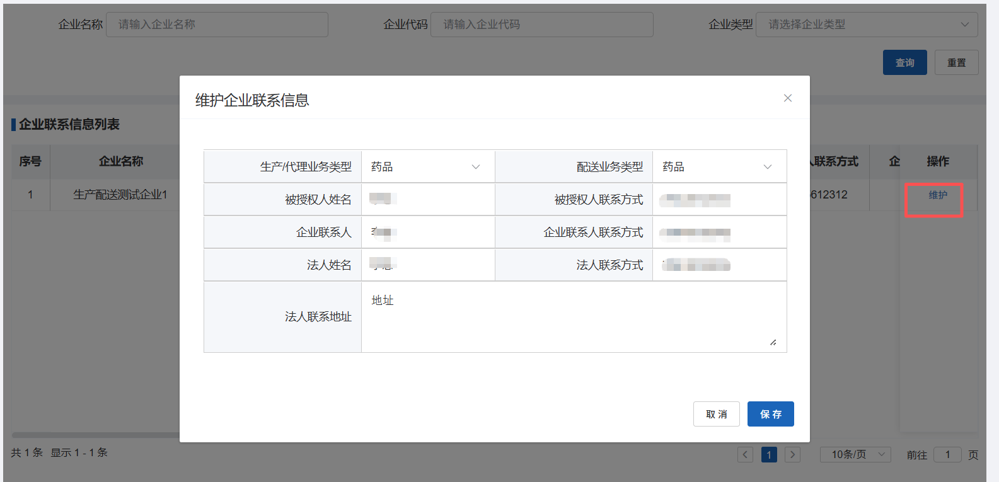 企业名称 请输入企业名称 企业代码 请输入企业代码 企业类型 请选择企业类型
查询 重置
维护企业联系信息
企业联系信息列表
序号 企业名称 人联系方式 企 操作
1 生产配送测试企业1 612312 维护
生产/代理业务类型 药品 配送业务类型 药品
被授权人姓名 被授权人联系方式
企业联系人 企业联系人联系方式
法人姓名 法人联系方式
法人联系地址 地址
取消 保存
共 1 条 显示 1 - 1 条 1 10条/页 前往 1 页